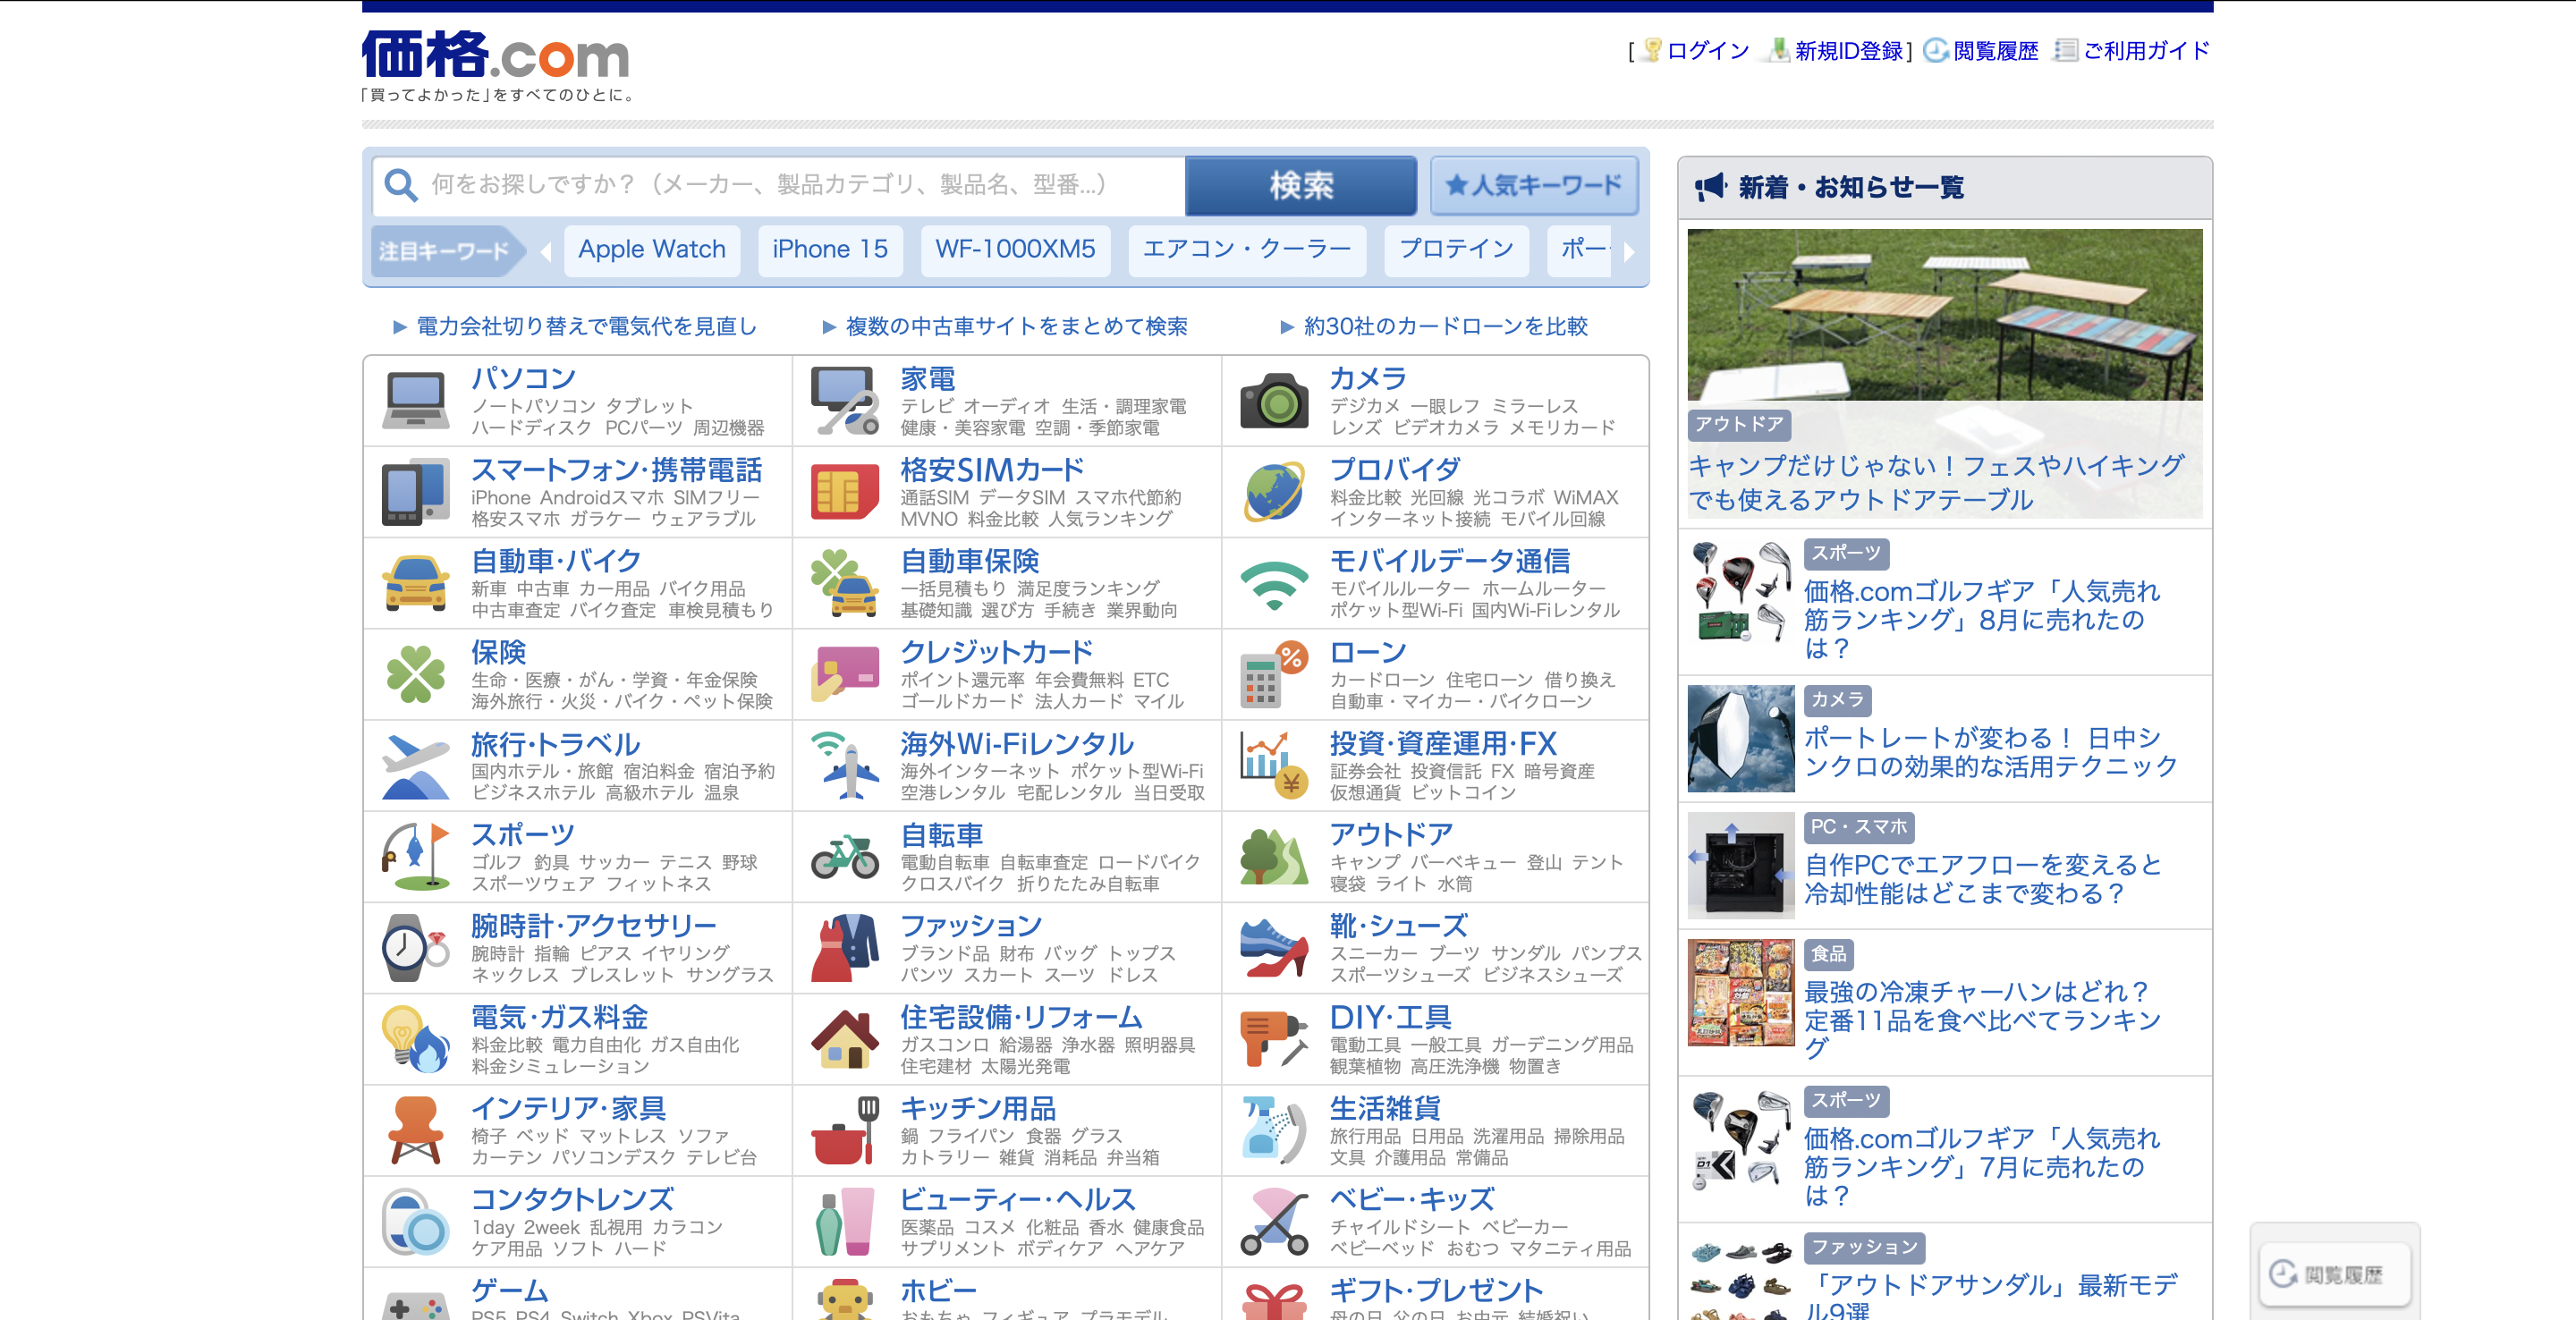 価格.com
「買ってよかった」をすべてのひとに。
[ ログイン 新規ID登録 ] 閲覧履歴 ご利用ガイド
何をお探しですか？（メーカー、製品カテゴリ、製品名、型番...）
検索
★人気キーワード
注目キーワード
Apple Watch
iPhone 15
WF-1000XM5
エアコン・クーラー
プロテイン
ポー
電力会社切り替えで電気代を見直し
複数の中古車サイトをまとめて検索
約30社のカードローンを比較
パソコン
ノートパソコン タブレット
ハードディスク PCパーツ 周辺機器
家電
テレビ オーディオ 生活・調理家電
健康・美容家電 空調・季節家電
カメラ
デジカメ 一眼レフ ミラーレス
レンズ ビデオカメラ メモリカード
スマートフォン・携帯電話
iPhone Androidスマホ SIMフリー
格安スマホ ガラケー ウェアラブル
格安SIMカード
通話SIM データSIM スマホ代節約
MVNO 料金比較 人気ランキング
プロバイダ
料金比較 光回線 光コラボ WiMAX
インターネット接続 モバイル回線
自動車・バイク
新車 中古車 カー用品 バイク用品
中古車査定 バイク査定 車検見積もり
自動車保険
一括見積もり 満足度ランキング
基礎知識 選び方 手続き 業界動向
モバイルデータ通信
モバイルルーター ホームルーター
ポケット型Wi-Fi 国内Wi-Fiレンタル
保険
生命・医療・がん・学資・年金保険
海外旅行・火災・バイク・ペット保険
クレジットカード
ポイント還元率 年会費無料 ETC
ゴールドカード 法人カード マイル
ローン
カードローン 住宅ローン 借り換え
自動車・マイカー・バイクローン
旅行・トラベル
国内ホテル・旅館 宿泊料金 宿泊予約
ビジネスホテル 高級ホテル 温泉
海外Wi-Fiレンタル
海外インターネット ポケット型Wi-Fi
空港レンタル 宅配レンタル 当日受取
投資・資産運用・FX
証券会社 投資信託 FX 暗号資産
仮想通貨 ビットコイン
スポーツ
ゴルフ 釣具 サッカー テニス 野球
スポーツウェア フィットネス
自転車
電動自転車 自転車査定 ロードバイク
クロスバイク 折りたたみ自転車
アウトドア
キャンプ バーベキュー 登山 テント
寝袋 ライト 水筒
腕時計・アクセサリー
腕時計 指輪 ピアス イヤリング
ネックレス ブレスレット サングラス
ファッション
ブランド品 財布 バッグ トップス
パンツ スカート スーツ ドレス
靴・シューズ
スニーカー ブーツ サンダル パンプス
スポーツシューズ ビジネスシューズ
電気・ガス料金
料金比較 電力自由化 ガス自由化
料金シミュレーション
住宅設備・リフォーム
ガスコンロ 給湯器 浄水器 照明器具
住宅建材 太陽光発電
DIY・工具
電動工具 一般工具 ガーデニング用品
観葉植物 高圧洗浄機 物置き
インテリア・家具
椅子 ベッド マットレス ソファ
カーテン パソコンデスク テレビ台
キッチン用品
鍋 フライパン 食器 グラス
カトラリー 雑貨 消耗品 弁当箱
生活雑貨
旅行用品 日用品 洗濯用品 掃除用品
文具 介護用品 常備品
コンタクトレンズ
1day 2week 乱視用 カラコン
ケア用品 ソフト ハード
ビューティー・ヘルス
医薬品 コスメ 化粧品 香水 健康食品
サプリメント ボディケア ヘアケア
ベビー・キッズ
チャイルドシート ベビーカー
ベビーベッド おむつ マタニティ用品
ゲーム
PS5 PS4 Switch Xbox PSVita
ホビー
おもちゃ フィギュア プラモデル
ギフト・プレゼント
母の日 父の日 お中元 結婚祝い
新着・お知らせ一覧
アウトドア
キャンプだけじゃない！フェスやハイキング
でも使えるアウトドアテーブル
スポーツ
価格.comゴルフギア「人気売れ
筋ランキング」8月に売れたの
は？
カメラ
ポートレートが変わる！ 日中シ
ンクロの効果的な活用テクニック
PC・スマホ
自作PCでエアフローを変えると
冷却性能はどこまで変わる？
食品
最強の冷凍チャーハンはどれ？
定番11品を食べ比べてランキン
グ
スポーツ
価格.comゴルフギア「人気売れ
筋ランキング」7月に売れたの
は？
ファッション
「アウトドアサンダル」最新モデ
ル9選
閲覧履歴